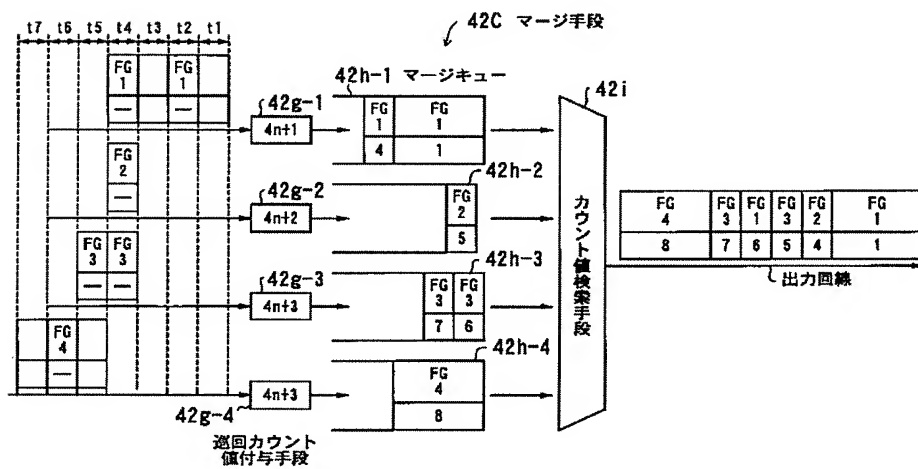 42C マージ手段
t7 t6 t5 t4 t3 t2 t1
42h-1 マージキュー
42i
FG 1 — FG 1 —
42g-1
4n+1
FG 1 4 FG 1 1
FG 2 —
42g-2
4n+2
42h-2
FG 2 5
FG 3 — FG 3 —
42g-3
4n+3
42h-3
FG 3 7 FG 3 6
FG 4 —
42g-4
4n+3
42h-4
FG 4 8
巡回カウント
値付与手段
カウント値検索手段
FG FG FG FG FG FG
4 3 1 3 2 1
8 7 6 5 4 1
出力回線